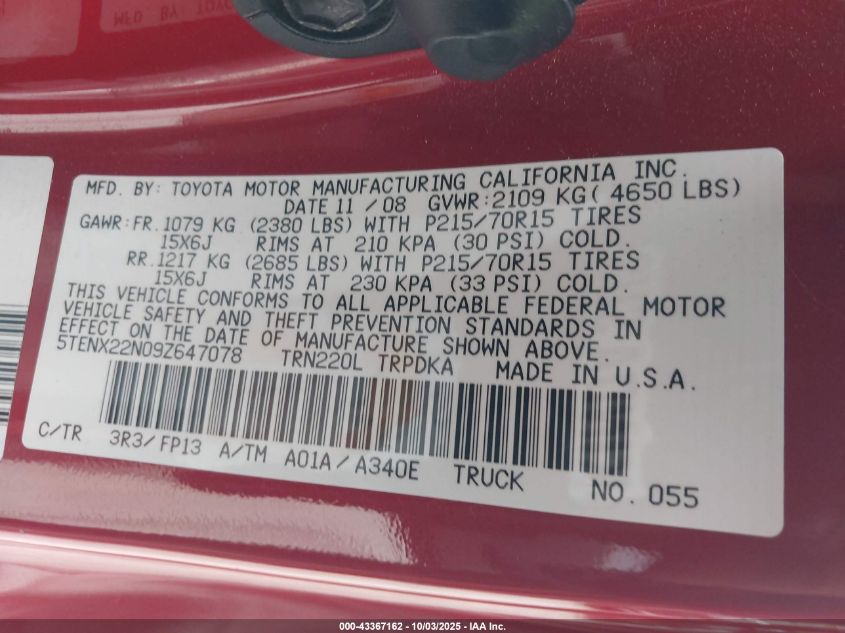 MFD. BY: TOYOTA MOTOR MANUFACTURING CALIFORNIA INC.
DATE 11 / 08 GVWR: 2109 KG ( 4650 LBS)
GAWR: FR. 1079 KG (2380 LBS) WITH P215/70R15 TIRES
15X6J RIMS AT 210 KPA (30 PSI) COLD.
RR. 1217 KG (2685 LBS) WITH P215/70R15 TIRES
15X6J RIMS AT 230 KPA (33 PSI) COLD.
THIS VEHICLE CONFORMS TO ALL APPLICABLE FEDERAL MOTOR
VEHICLE SAFETY AND THEFT PREVENTION STANDARDS IN
EFFECT ON THE DATE OF MANUFACTURE SHOWN ABOVE.
5TENX22N09Z647078 TRN220L TRPDKA MADE IN U.S.A.
C/TR 3R3/FP13 A/TM A01A/A340E TRUCK NO. 055
000-43367162 - 10/03/2025 - IAA Inc.